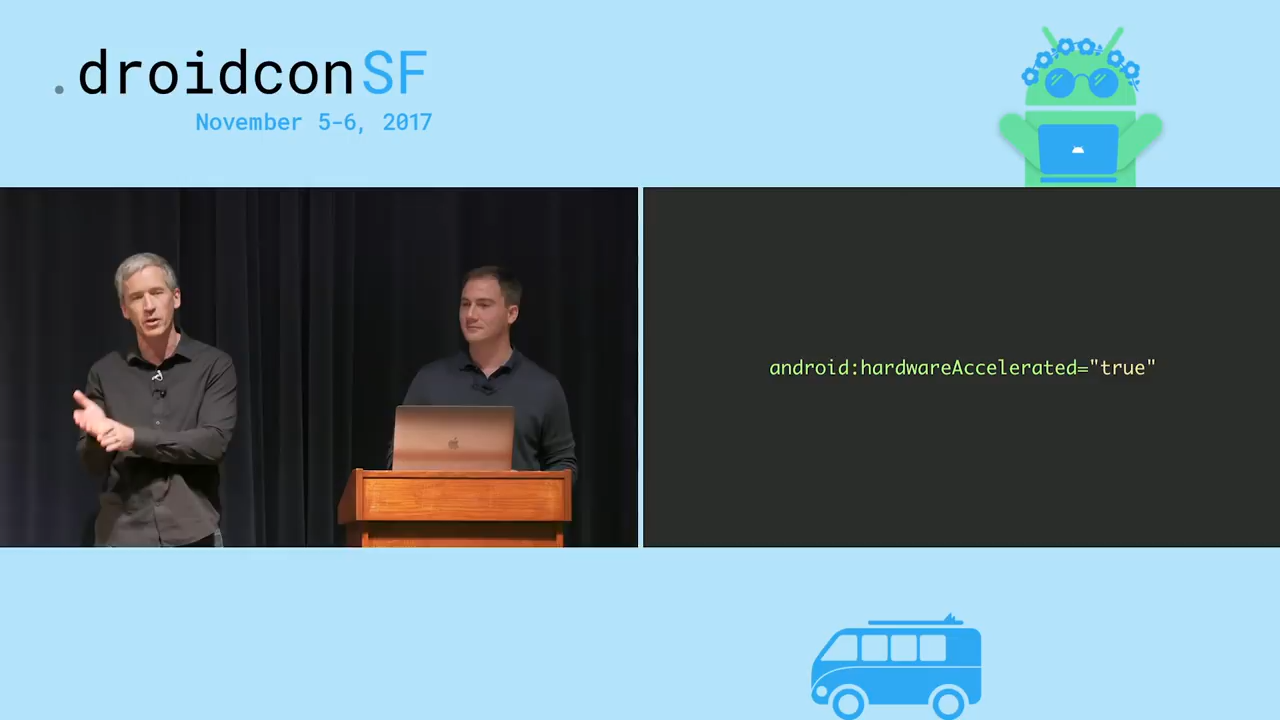 .droidconSF
November 5-6, 2017
android:hardwareAccelerated="true"